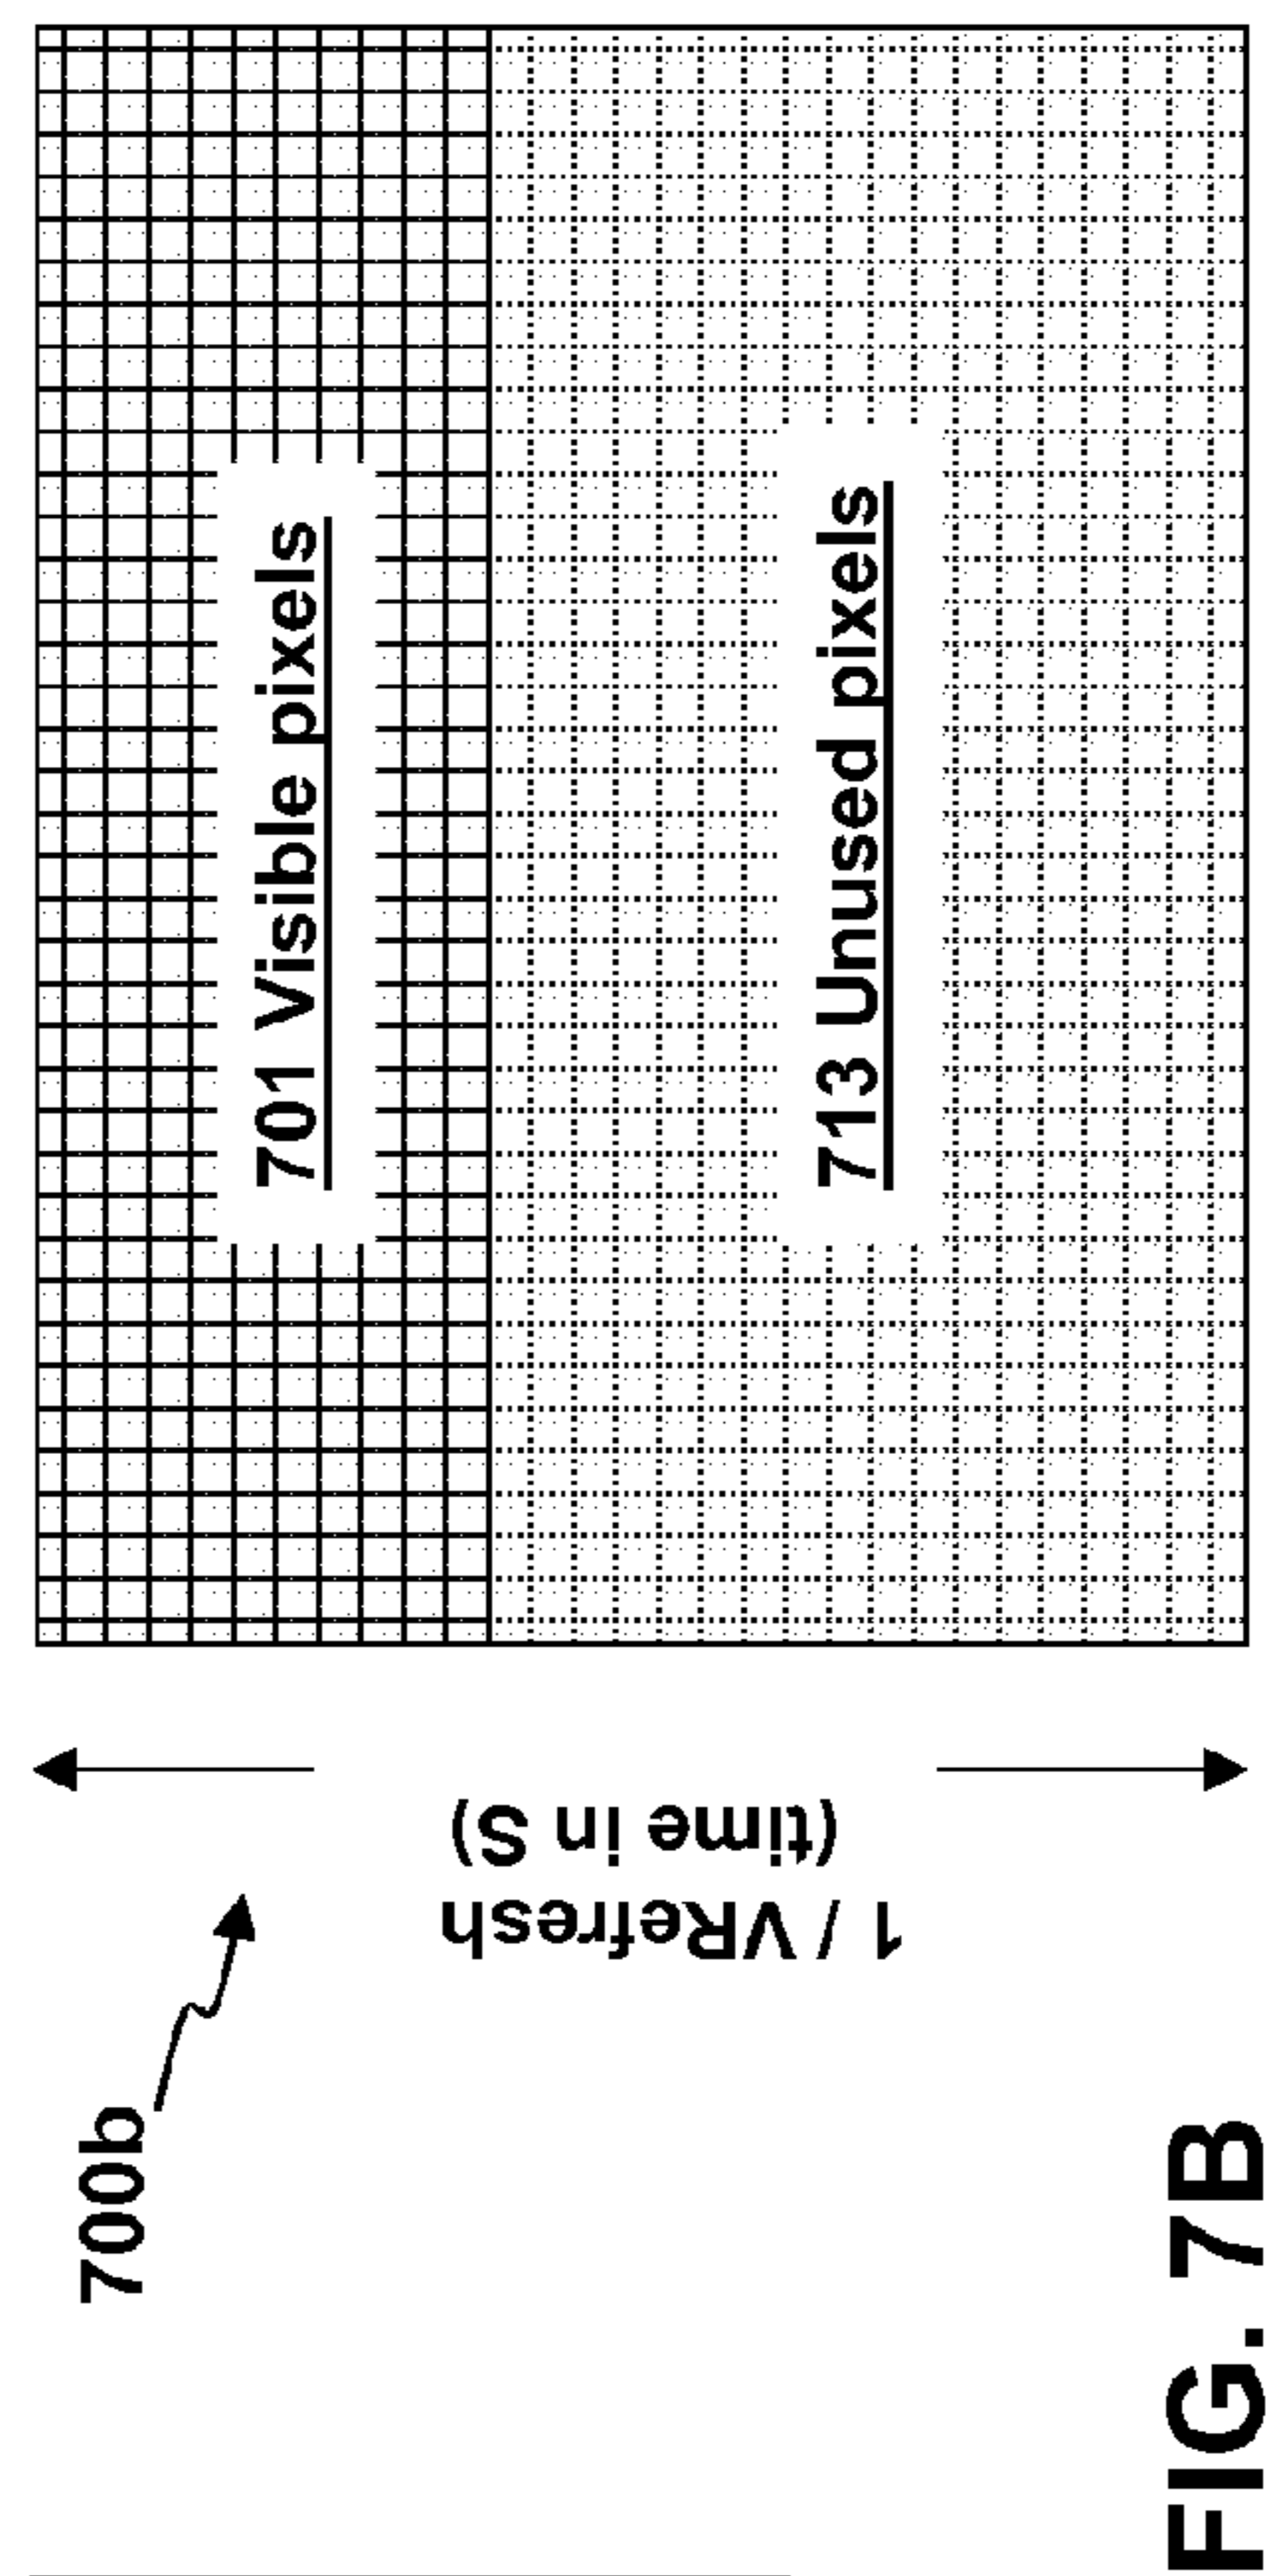 700b
1 / VRefresh
(time in S)
701 Visible pixels
713 Unused pixels
FIG. 7B